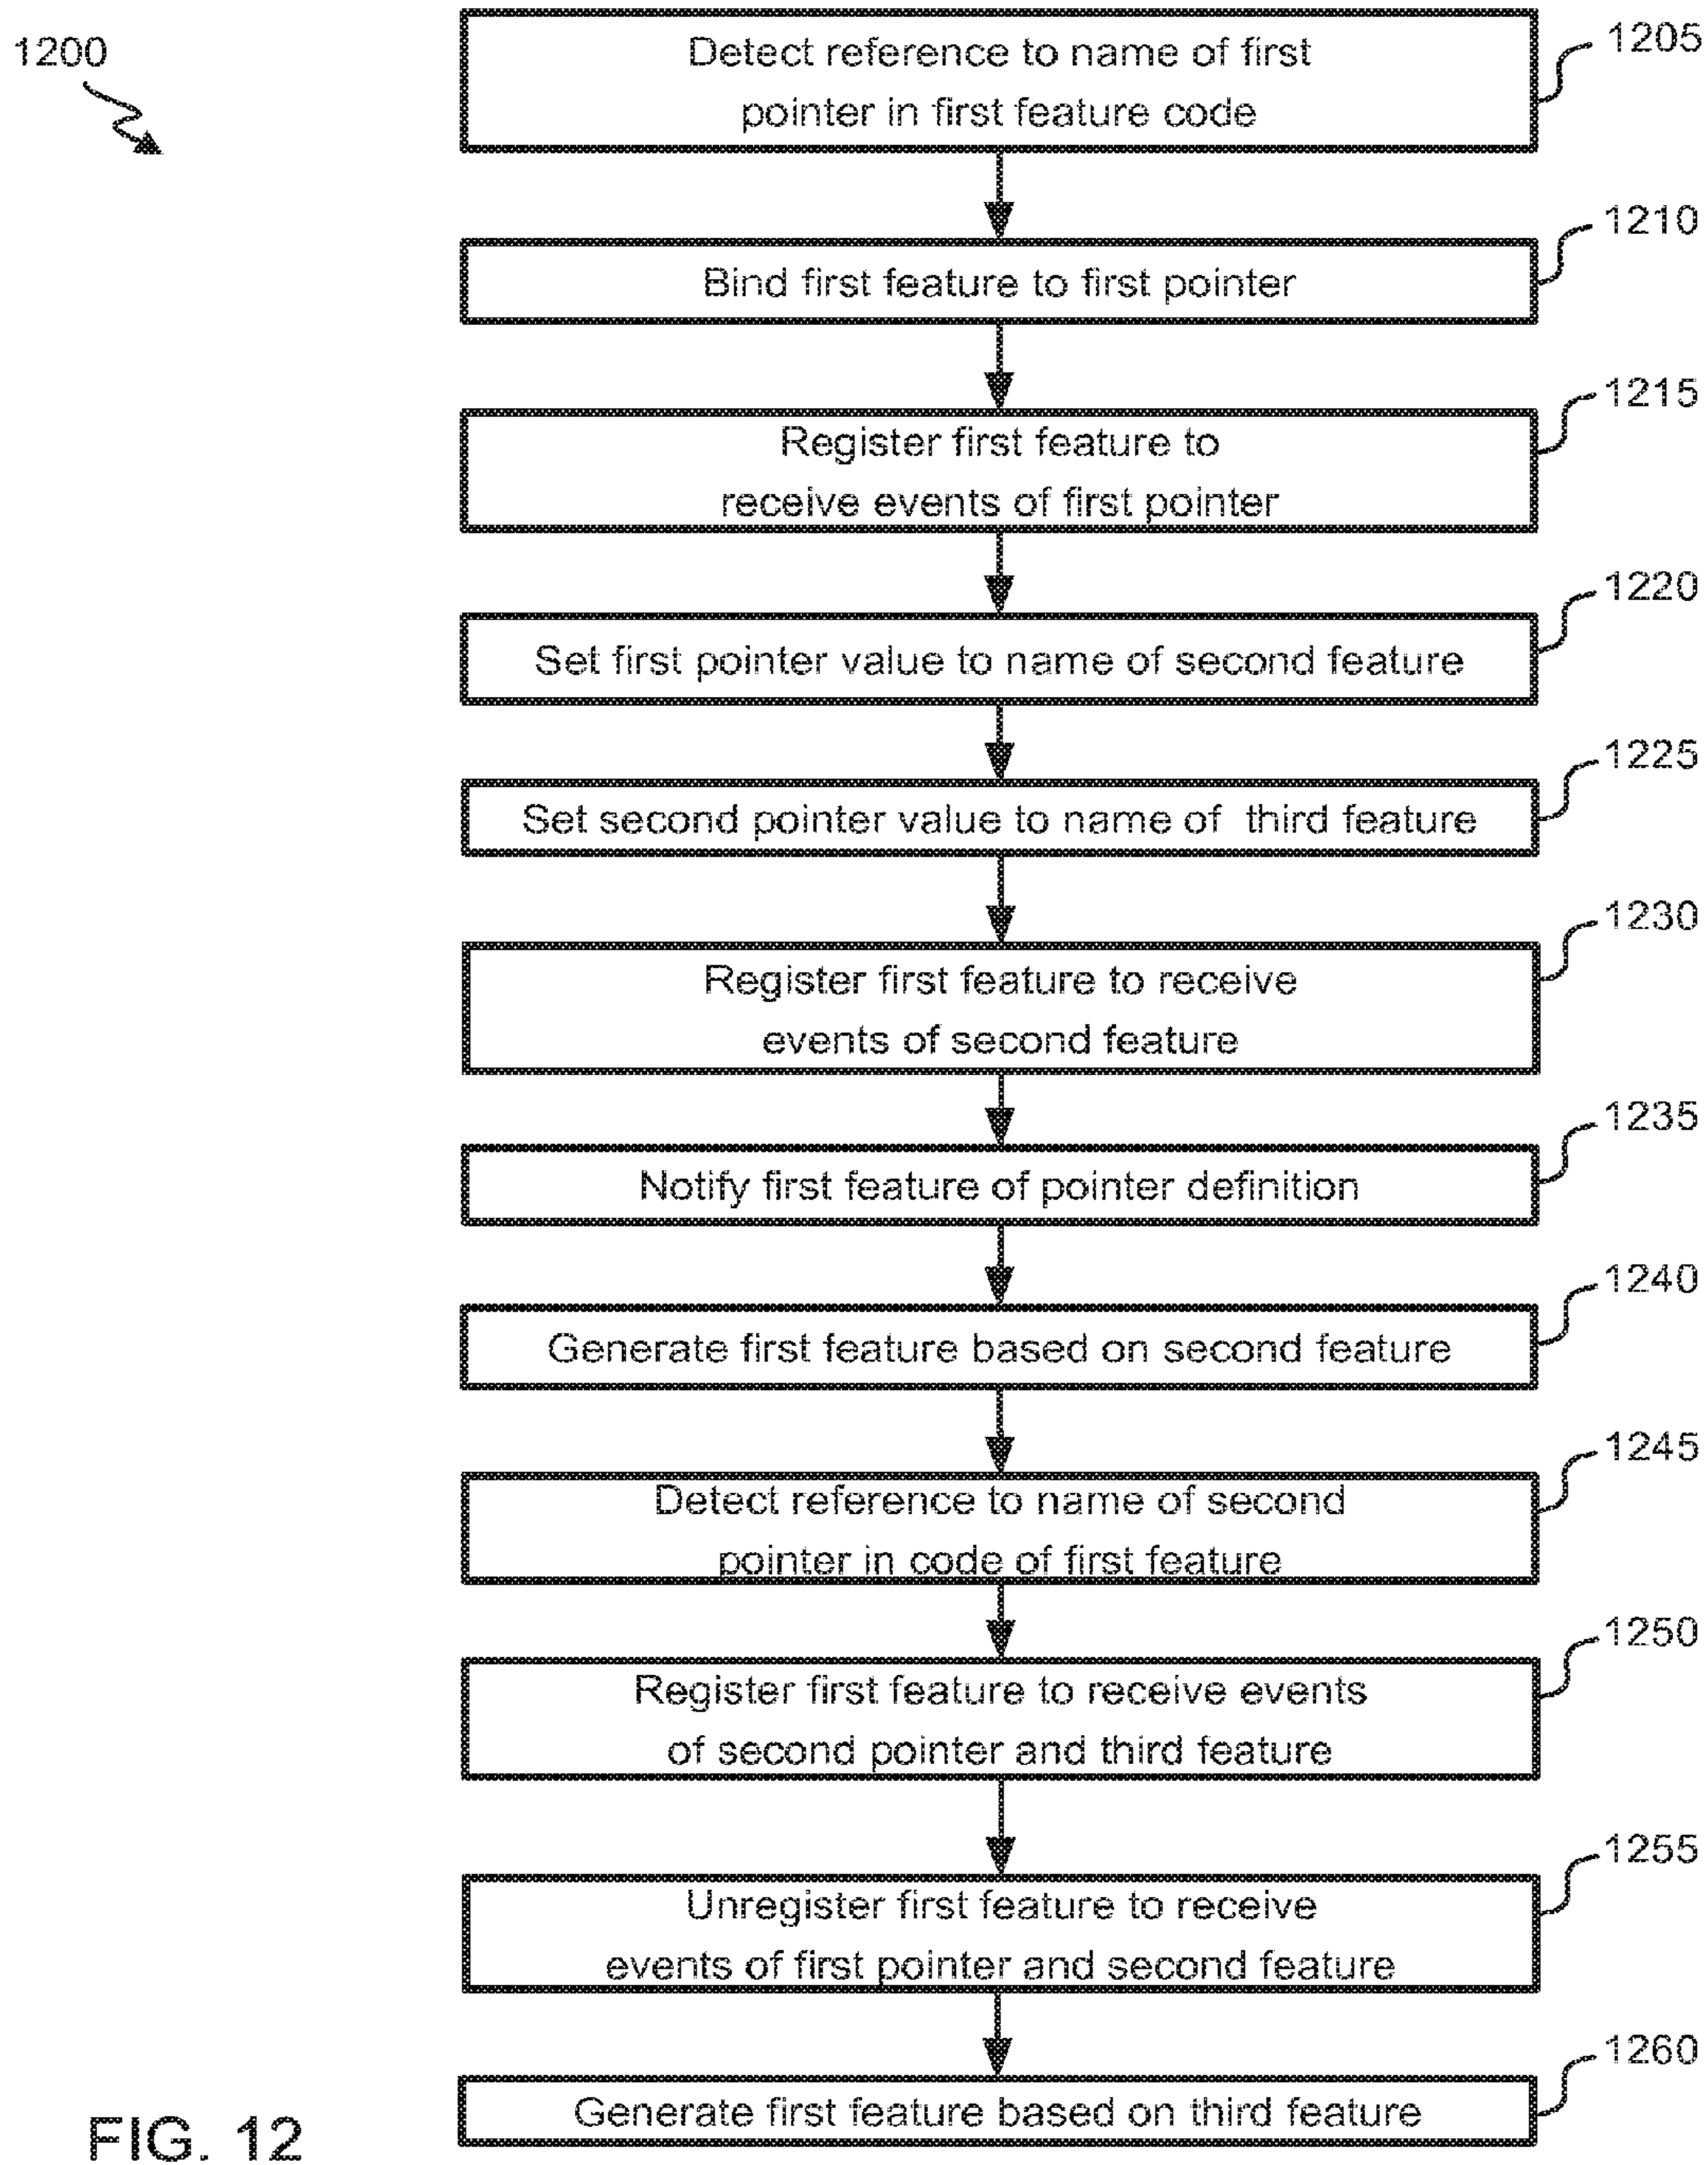 1200
Detect reference to name of first
pointer in first feature code
1205
Bind first feature to first pointer
1210
Register first feature to
receive events of first pointer
1215
Set first pointer value to name of second feature
1220
Set second pointer value to name of third feature
1225
Register first feature to receive
events of second feature
1230
Notify first feature of pointer definition
1235
Generate first feature based on second feature
1240
Detect reference to name of second
pointer in code of first feature
1245
Register first feature to receive events
of second pointer and third feature
1250
Unregister first feature to receive
events of first pointer and second feature
1255
Generate first feature based on third feature
1260
FIG. 12